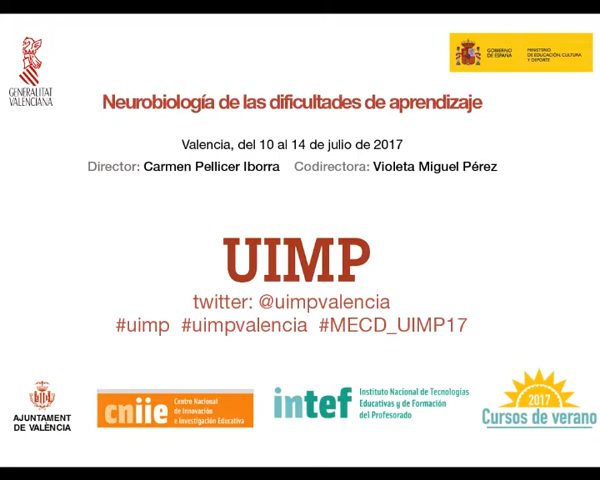 GENERALITAT
VALENCIANA
GOBIERNO
DE ESPAÑA
MINISTERIO
DE EDUCACIÓN, CULTURA
Y DEPORTE
Neurobiología de las dificultades de aprendizaje
Valencia, del 10 al 14 de julio de 2017
Director: Carmen Pellicer Iborra Codirectora: Violeta Miguel Pérez
UIMP
twitter: @uimpvalencia
#uimp #uimpvalencia #MECD_UIMP17
AJUNTAMENT
DE VALÈNCIA
cniie
Centro Nacional
de Innovación
e Investigación Educativa
intef
Instituto Nacional de Tecnologías
Educativas y de Formación
del Profesorado
2017
Cursos de verano